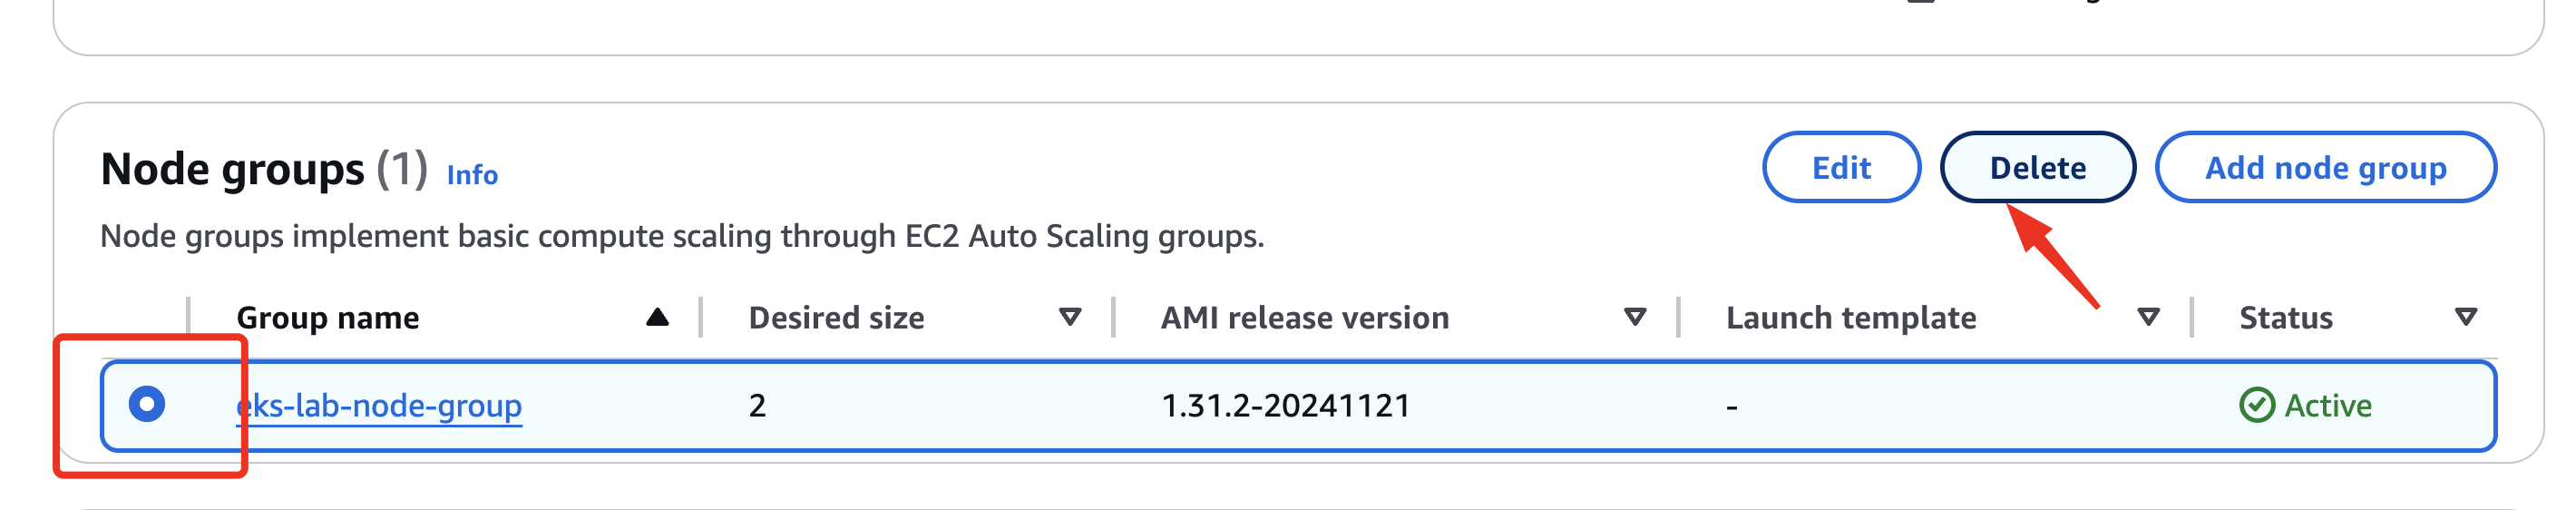 Node groups (1) Info
Edit
Delete
Add node group
Node groups implement basic compute scaling through EC2 Auto Scaling groups.
Group name
Desired size
AMI release version
Launch template
Status
eks-lab-node-group
2
1.31.2-20241121
-
Active